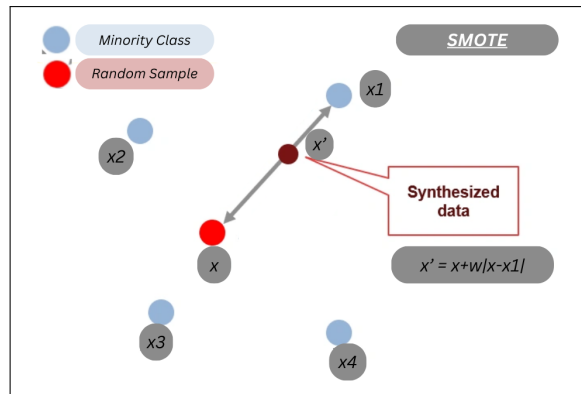 Minority Class
SMOTE
Random Sample
x1
x'
x2
Synthesized
data
x
x' = x+w|x-x1|
x3
x4